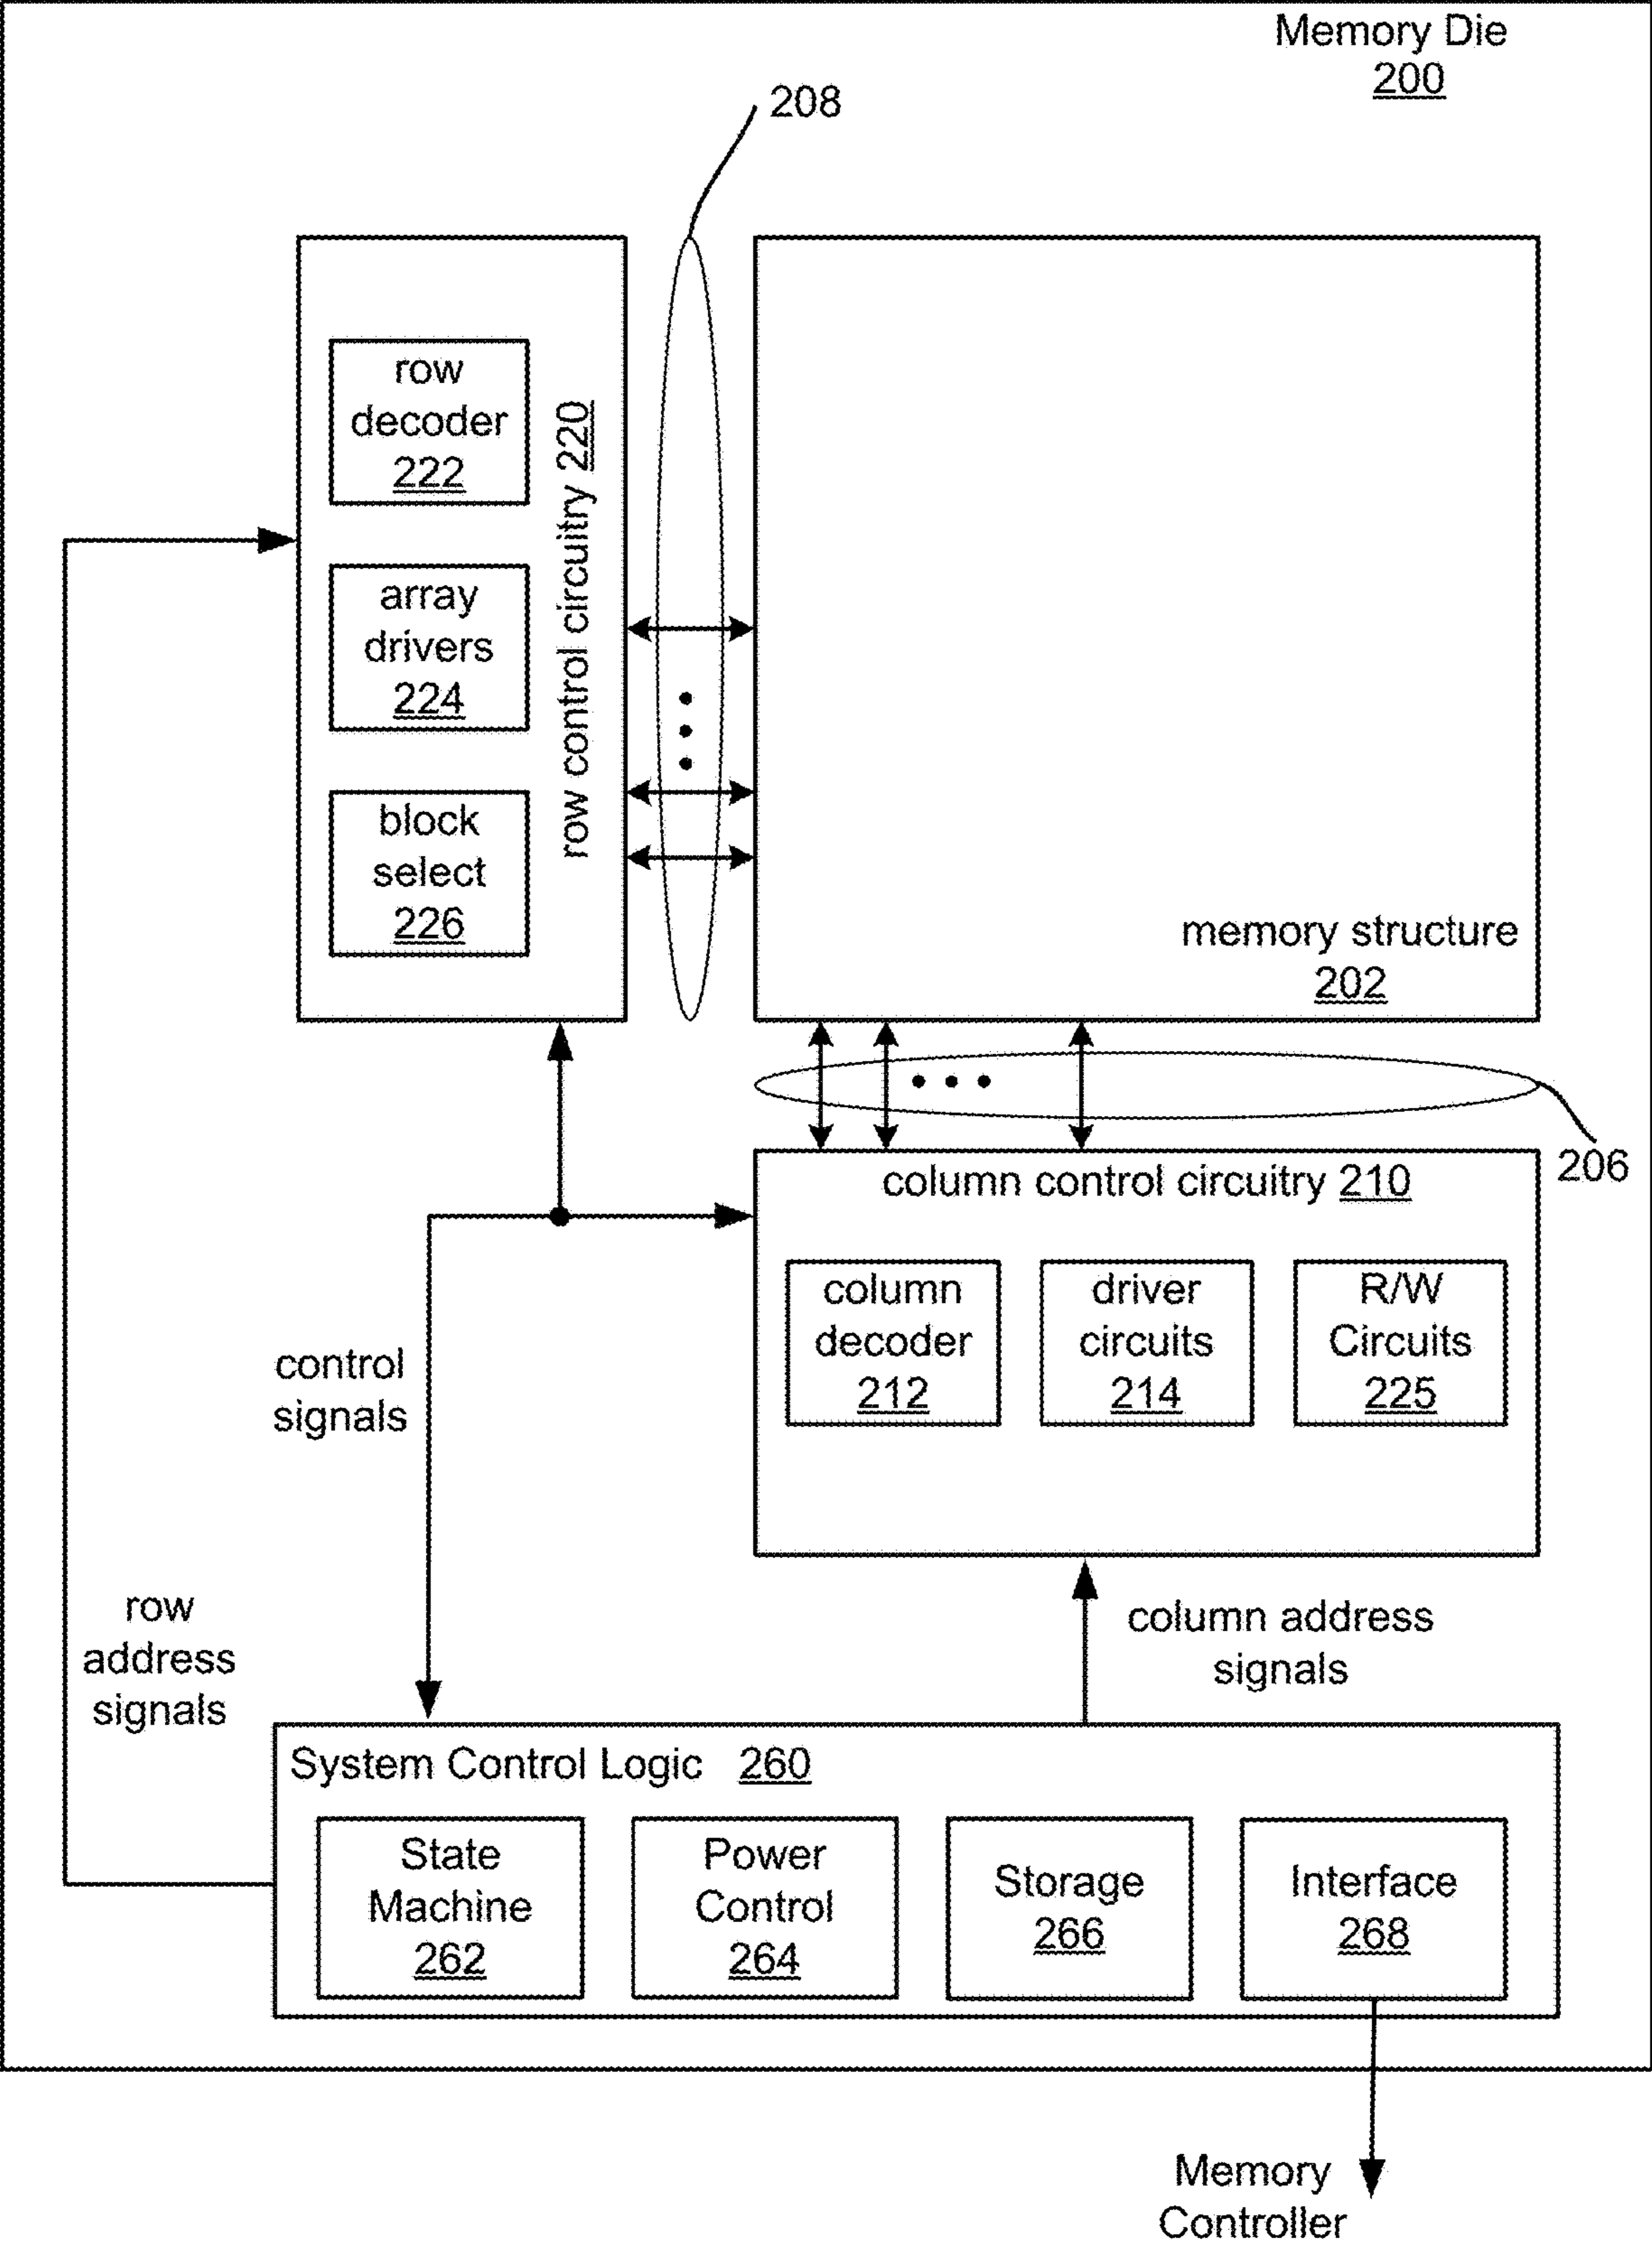 Memory Die
200
208
row
decoder
222
array
drivers
224
block
select
226
row control circuitry 220
memory structure
202
206
column control circuitry 210
column
decoder
212
driver
circuits
214
R/W
Circuits
225
control
signals
row
address
signals
column address
signals
System Control Logic 260
State
Machine
262
Power
Control
264
Storage
266
Interface
268
Memory
Controller